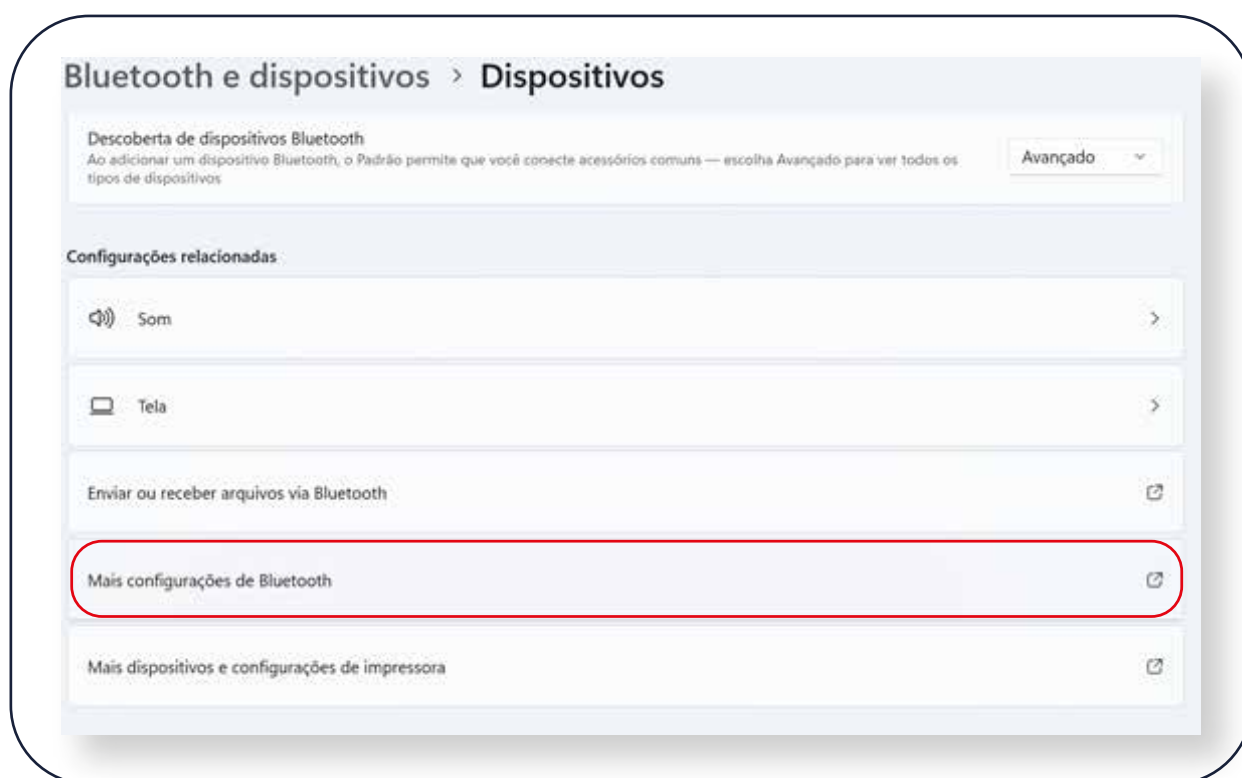 Bluetooth e dispositivos > Dispositivos
Descoberta de dispositivos Bluetooth
Ao adicionar um dispositivo Bluetooth, o Padrão permite que você conecte acessórios comuns — escolha Avançado para ver todos os
tipos de dispositivos
Avançado
Configurações relacionadas
Som
Tela
Enviar ou receber arquivos via Bluetooth
Mais configurações de Bluetooth
Mais dispositivos e configurações de impressora